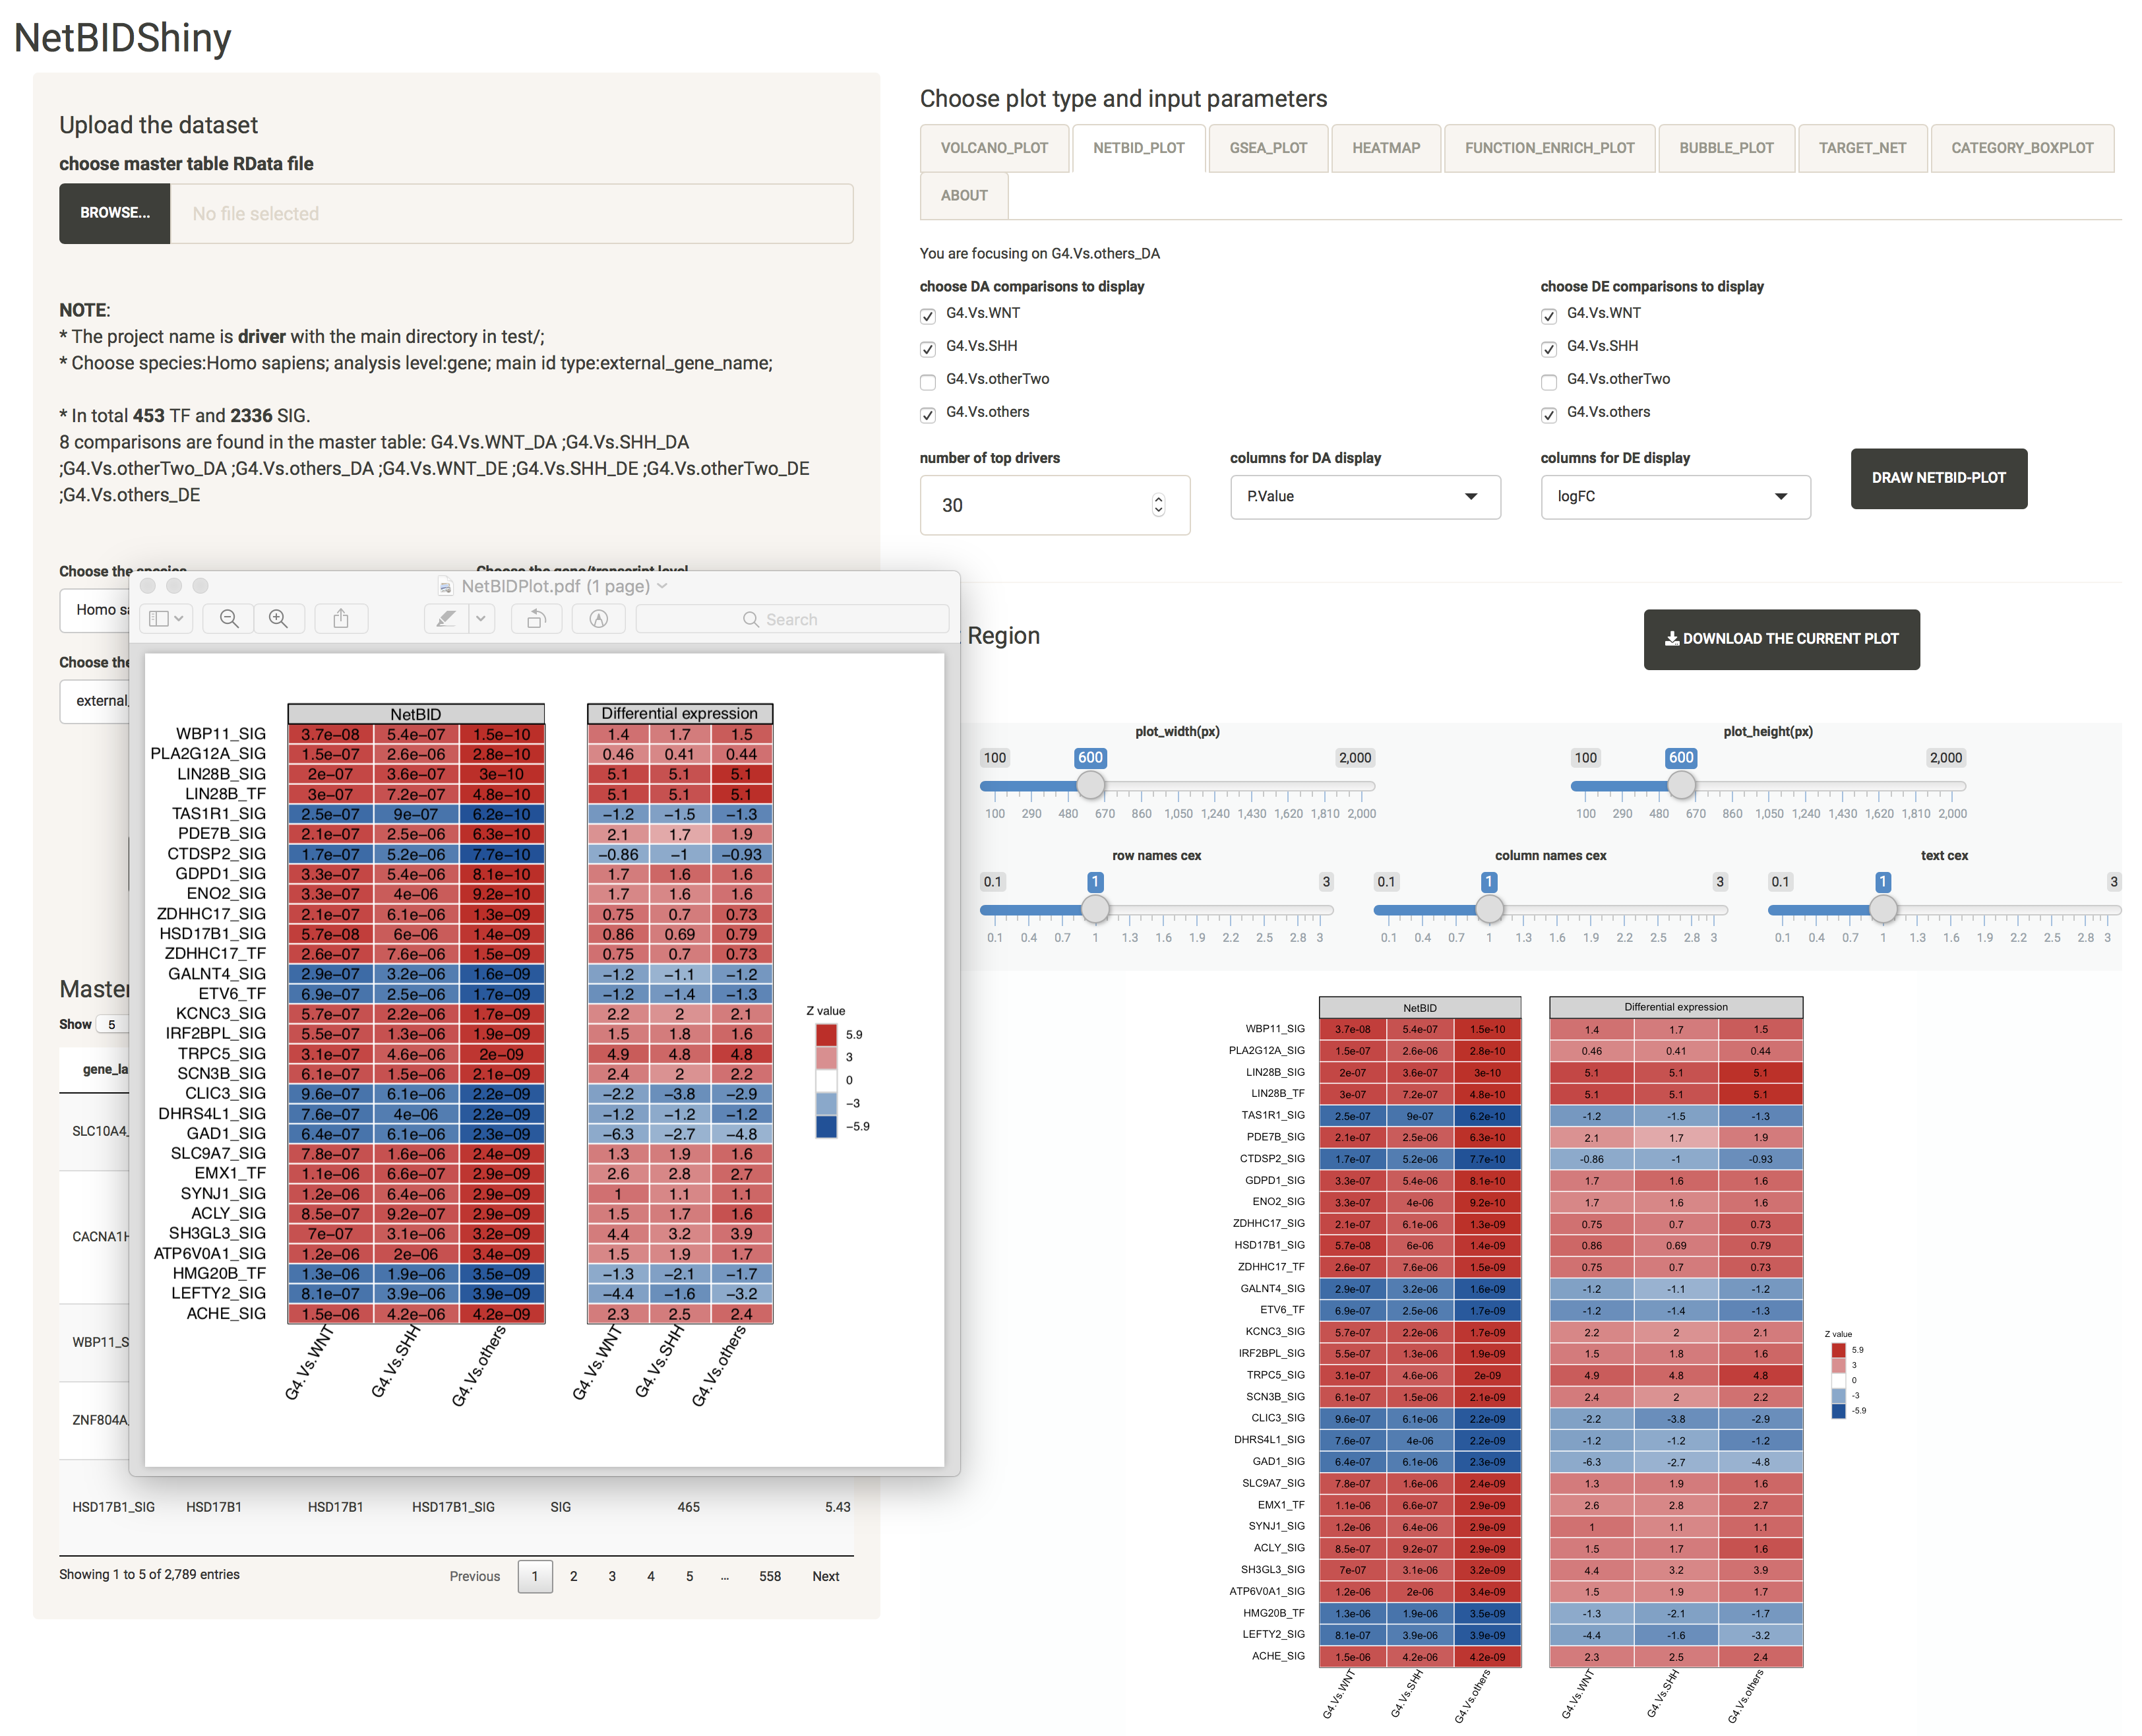 NetBIDShiny
Upload the dataset
choose master table RData file
BROWSE... No file selected
NOTE:
* The project name is driver with the main directory in test/;
* Choose species:Homo sapiens; analysis level:gene; main id type:external_gene_name;
* In total 453 TF and 2336 SIG.
8 comparisons are found in the master table: G4.Vs.WNT_DA ;G4.Vs.SHH_DA
;G4.Vs.otherTwo_DA ;G4.Vs.others_DA ;G4.Vs.WNT_DE ;G4.Vs.SHH_DE ;G4.Vs.otherTwo_DE
;G4.Vs.others_DE
Choose the species Choose the gene/transcript level
Homo sa
Choose the
external_
Master
Show 5
gene_la
SLC10A4_
CACNA1H
WBP11_S
ZNF804A_
HSD17B1_SIG HSD17B1 HSD17B1 HSD17B1_SIG SIG 465 5.43
Showing 1 to 5 of 2,789 entries
Previous 1 2 3 4 5 ... 558 Next
NetBIDPlot.pdf (1 page)
Search
NetBID Differential expression
WBP11_SIG 3.7e−08 5.4e−07 1.5e−10 1.4 1.7 1.5
PLA2G12A_SIG 1.5e−07 2.6e−06 2.8e−10 0.46 0.41 0.44
LIN28B_SIG 2e−07 3.6e−07 3e−10 5.1 5.1 5.1
LIN28B_TF 3e−07 7.2e−07 4.8e−10 5.1 5.1 5.1
TAS1R1_SIG 2.5e−07 9e−07 6.2e−10 −1.2 −1.5 −1.3
PDE7B_SIG 2.1e−07 2.5e−06 6.3e−10 2.1 1.7 1.9
CTDSP2_SIG 1.7e−07 5.2e−06 7.7e−10 −0.86 −1 −0.93
GDPD1_SIG 3.3e−07 5.4e−06 8.1e−10 1.7 1.6 1.6
ENO2_SIG 3.3e−07 4e−06 9.2e−10 1.7 1.6 1.6
ZDHHC17_SIG 2.1e−07 6.1e−06 1.3e−09 0.75 0.7 0.73
HSD17B1_SIG 5.7e−08 6e−06 1.4e−09 0.86 0.69 0.79
ZDHHC17_TF 2.6e−07 7.6e−06 1.5e−09 0.75 0.7 0.73
GALNT4_SIG 2.9e−07 3.2e−06 1.6e−09 −1.2 −1.1 −1.2
ETV6_TF 6.9e−07 2.5e−06 1.7e−09 −1.2 −1.4 −1.3
KCNC3_SIG 5.7e−07 2.2e−06 1.7e−09 2.2 2 2.1
IRF2BPL_SIG 5.5e−07 1.3e−06 1.9e−09 1.5 1.8 1.6
TRPC5_SIG 3.1e−07 4.6e−06 2e−09 4.9 4.8 4.8
SCN3B_SIG 6.1e−07 1.5e−06 2.1e−09 2.4 2 2.2
CLIC3_SIG 9.6e−07 6.1e−06 2.2e−09 −2.2 −3.8 −2.9
DHRS4L1_SIG 7.6e−07 4e−06 2.2e−09 −1.2 −1.2 −1.2
GAD1_SIG 6.4e−07 6.1e−06 2.3e−09 −6.3 −2.7 −4.8
SLC9A7_SIG 7.8e−07 1.6e−06 2.4e−09 1.3 1.9 1.6
EMX1_TF 1.1e−06 6.6e−07 2.9e−09 2.6 2.8 2.7
SYNJ1_SIG 1.2e−06 6.4e−06 2.9e−09 1 1.1 1.1
ACLY_SIG 8.5e−07 9.2e−07 2.9e−09 1.5 1.7 1.6
SH3GL3_SIG 7e−07 3.1e−06 3.2e−09 4.4 3.2 3.9
ATP6V0A1_SIG 1.2e−06 2e−06 3.4e−09 1.5 1.9 1.7
HMG20B_TF 1.3e−06 1.9e−06 3.5e−09 −1.3 −2.1 −1.7
LEFTY2_SIG 8.1e−07 3.9e−06 3.9e−09 −4.4 −1.6 −3.2
ACHE_SIG 1.5e−06 4.2e−06 4.2e−09 2.3 2.5 2.4
G4.Vs.WNT G4.Vs.SHH G4.Vs.others G4.Vs.WNT G4.Vs.SHH G4.Vs.others
Z value
5.9
3
0
−3
−5.9
Choose plot type and input parameters
VOLCANO_PLOT NETBID_PLOT GSEA_PLOT HEATMAP FUNCTION_ENRICH_PLOT BUBBLE_PLOT TARGET_NET CATEGORY_BOXPLOT
ABOUT
You are focusing on G4.Vs.others_DA
choose DA comparisons to display choose DE comparisons to display
G4.Vs.WNT G4.Vs.WNT
G4.Vs.SHH G4.Vs.SHH
G4.Vs.otherTwo G4.Vs.otherTwo
G4.Vs.others G4.Vs.others
number of top drivers columns for DA display columns for DE display
30 P.Value logFC DRAW NETBID-PLOT
Region DOWNLOAD THE CURRENT PLOT
plot_width(px) plot_height(px)
100 600 2,000 100 600 2,000
100 290 480 670 860 1,050 1,240 1,430 1,620 1,810 2,000 100 290 480 670 860 1,050 1,240 1,430 1,620 1,810 2,000
row names cex column names cex text cex
0.1 1 3 0.1 1 3 0.1 1 3
0.1 0.4 0.7 1 1.3 1.6 1.9 2.2 2.5 2.8 3 0.1 0.4 0.7 1 1.3 1.6 1.9 2.2 2.5 2.8 3 0.1 0.4 0.7 1 1.3 1.6 1.9 2.2 2.5 2.8 3
NetBID Differential expression
WBP11_SIG 3.7e-08 5.4e-07 1.5e-10 1.4 1.7 1.5
PLA2G12A_SIG 1.5e-07 2.6e-06 2.8e-10 0.46 0.41 0.44
LIN28B_SIG 2e-07 3.6e-07 3e-10 5.1 5.1 5.1
LIN28B_TF 3e-07 7.2e-07 4.8e-10 5.1 5.1 5.1
TAS1R1_SIG 2.5e-07 9e-07 6.2e-10 -1.2 -1.5 -1.3
PDE7B_SIG 2.1e-07 2.5e-06 6.3e-10 2.1 1.7 1.9
CTDSP2_SIG 1.7e-07 5.2e-06 7.7e-10 -0.86 -1 -0.93
GDPD1_SIG 3.3e-07 5.4e-06 8.1e-10 1.7 1.6 1.6
ENO2_SIG 3.3e-07 4e-06 9.2e-10 1.7 1.6 1.6
ZDHHC17_SIG 2.1e-07 6.1e-06 1.3e-09 0.75 0.7 0.73
HSD17B1_SIG 5.7e-08 6e-06 1.4e-09 0.86 0.69 0.79
ZDHHC17_TF 2.6e-07 7.6e-06 1.5e-09 0.75 0.7 0.73
GALNT4_SIG 2.9e-07 3.2e-06 1.6e-09 -1.2 -1.1 -1.2
ETV6_TF 6.9e-07 2.5e-06 1.7e-09 -1.2 -1.4 -1.3
KCNC3_SIG 5.7e-07 2.2e-06 1.7e-09 2.2 2 2.1
IRF2BPL_SIG 5.5e-07 1.3e-06 1.9e-09 1.5 1.8 1.6
TRPC5_SIG 3.1e-07 4.6e-06 2e-09 4.9 4.8 4.8
SCN3B_SIG 6.1e-07 1.5e-06 2.1e-09 2.4 2 2.2
CLIC3_SIG 9.6e-07 6.1e-06 2.2e-09 -2.2 -3.8 -2.9
DHRS4L1_SIG 7.6e-07 4e-06 2.2e-09 -1.2 -1.2 -1.2
GAD1_SIG 6.4e-07 6.1e-06 2.3e-09 -6.3 -2.7 -4.8
SLC9A7_SIG 7.8e-07 1.6e-06 2.4e-09 1.3 1.9 1.6
EMX1_TF 1.1e-06 6.6e-07 2.9e-09 2.6 2.8 2.7
SYNJ1_SIG 1.2e-06 6.4e-06 2.9e-09 1 1.1 1.1
ACLY_SIG 8.5e-07 9.2e-07 2.9e-09 1.5 1.7 1.6
SH3GL3_SIG 7e-07 3.1e-06 3.2e-09 4.4 3.2 3.9
ATP6V0A1_SIG 1.2e-06 2e-06 3.4e-09 1.5 1.9 1.7
HMG20B_TF 1.3e-06 1.9e-06 3.5e-09 -1.3 -2.1 -1.7
LEFTY2_SIG 8.1e-07 3.9e-06 3.9e-09 -4.4 -1.6 -3.2
ACHE_SIG 1.5e-06 4.2e-06 4.2e-09 2.3 2.5 2.4
G4.Vs.WNT G4.Vs.SHH G4.Vs.others G4.Vs.WNT G4.Vs.SHH G4.Vs.others
Z value
5.9
3
0
-3
-5.9